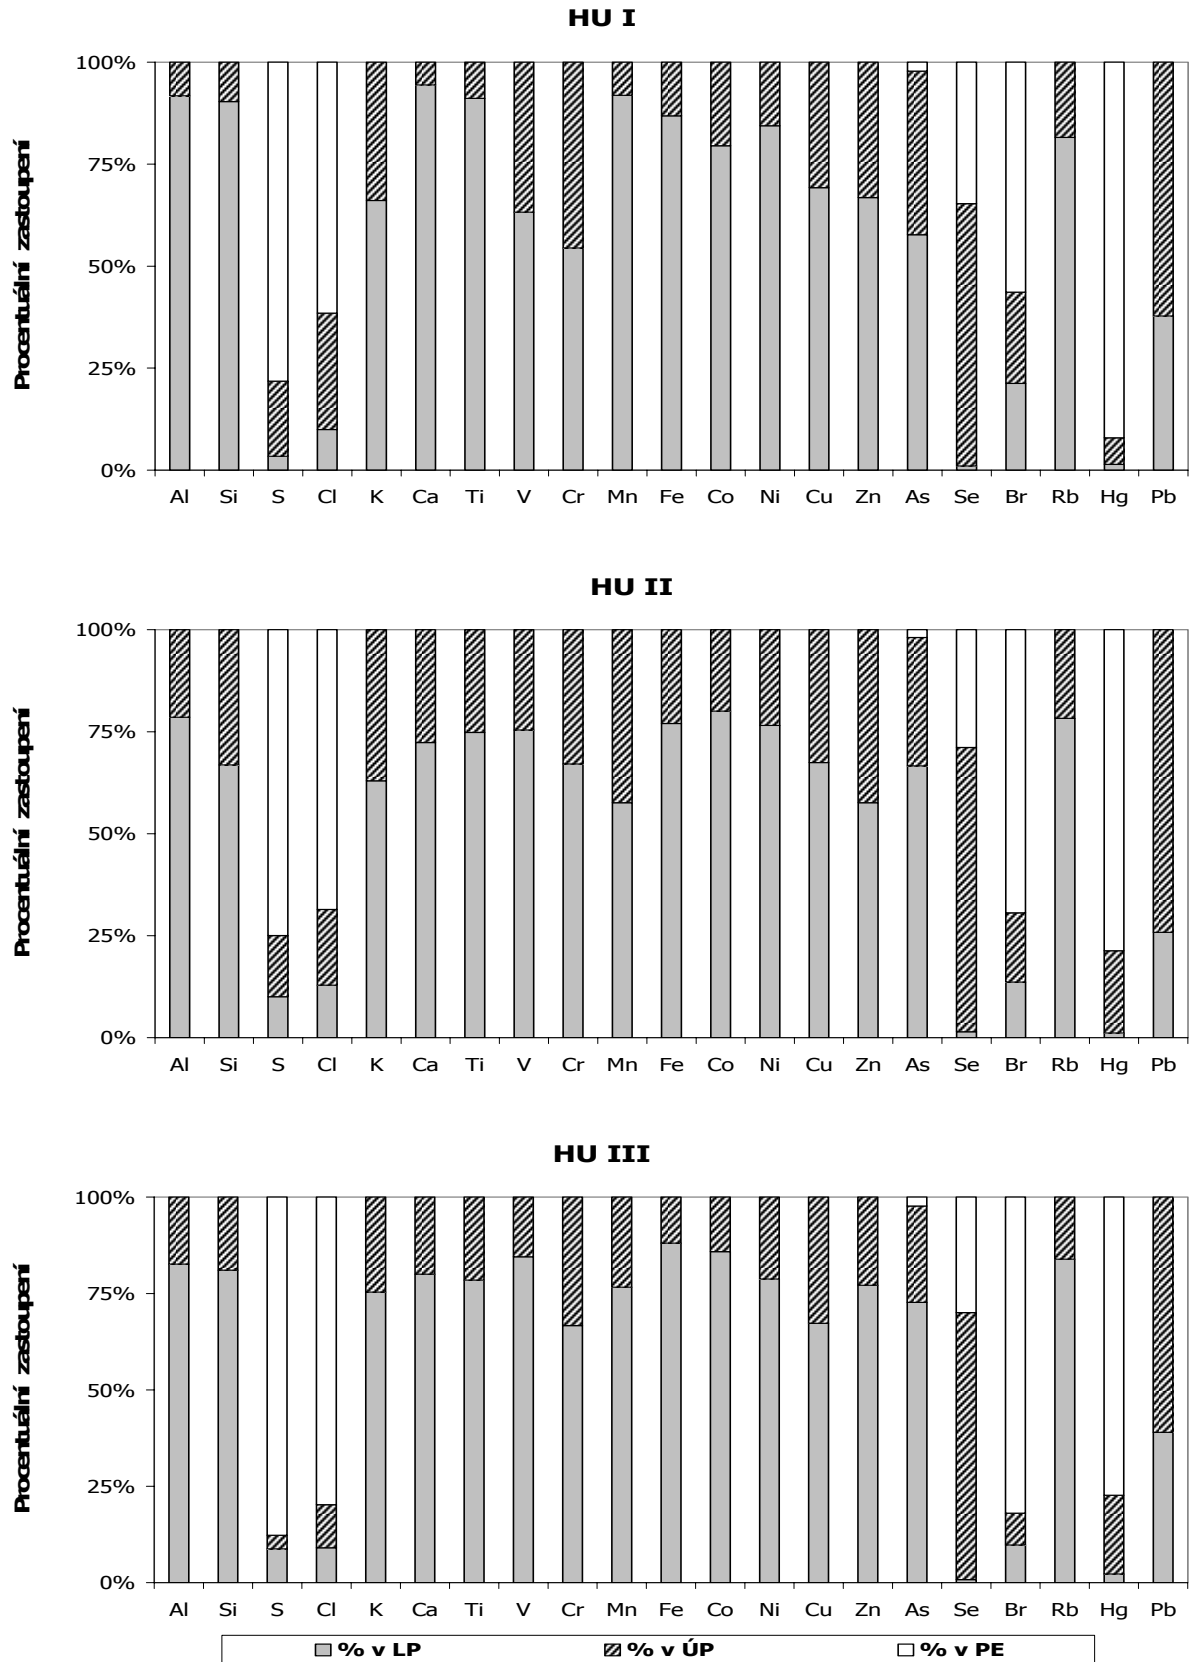 HU I
Procentuální zastoupení
100%
75%
50%
25%
0%
Al Si S Cl K Ca Ti V Cr Mn Fe Co Ni Cu Zn As Se Br Rb Hg Pb
HU II
Procentuální zastoupení
100%
75%
50%
25%
0%
Al Si S Cl K Ca Ti V Cr Mn Fe Co Ni Cu Zn As Se Br Rb Hg Pb
HU III
Procentuální zastoupení
100%
75%
50%
25%
0%
Al Si S Cl K Ca Ti V Cr Mn Fe Co Ni Cu Zn As Se Br Rb Hg Pb
% v LP % v ÚP % v PE